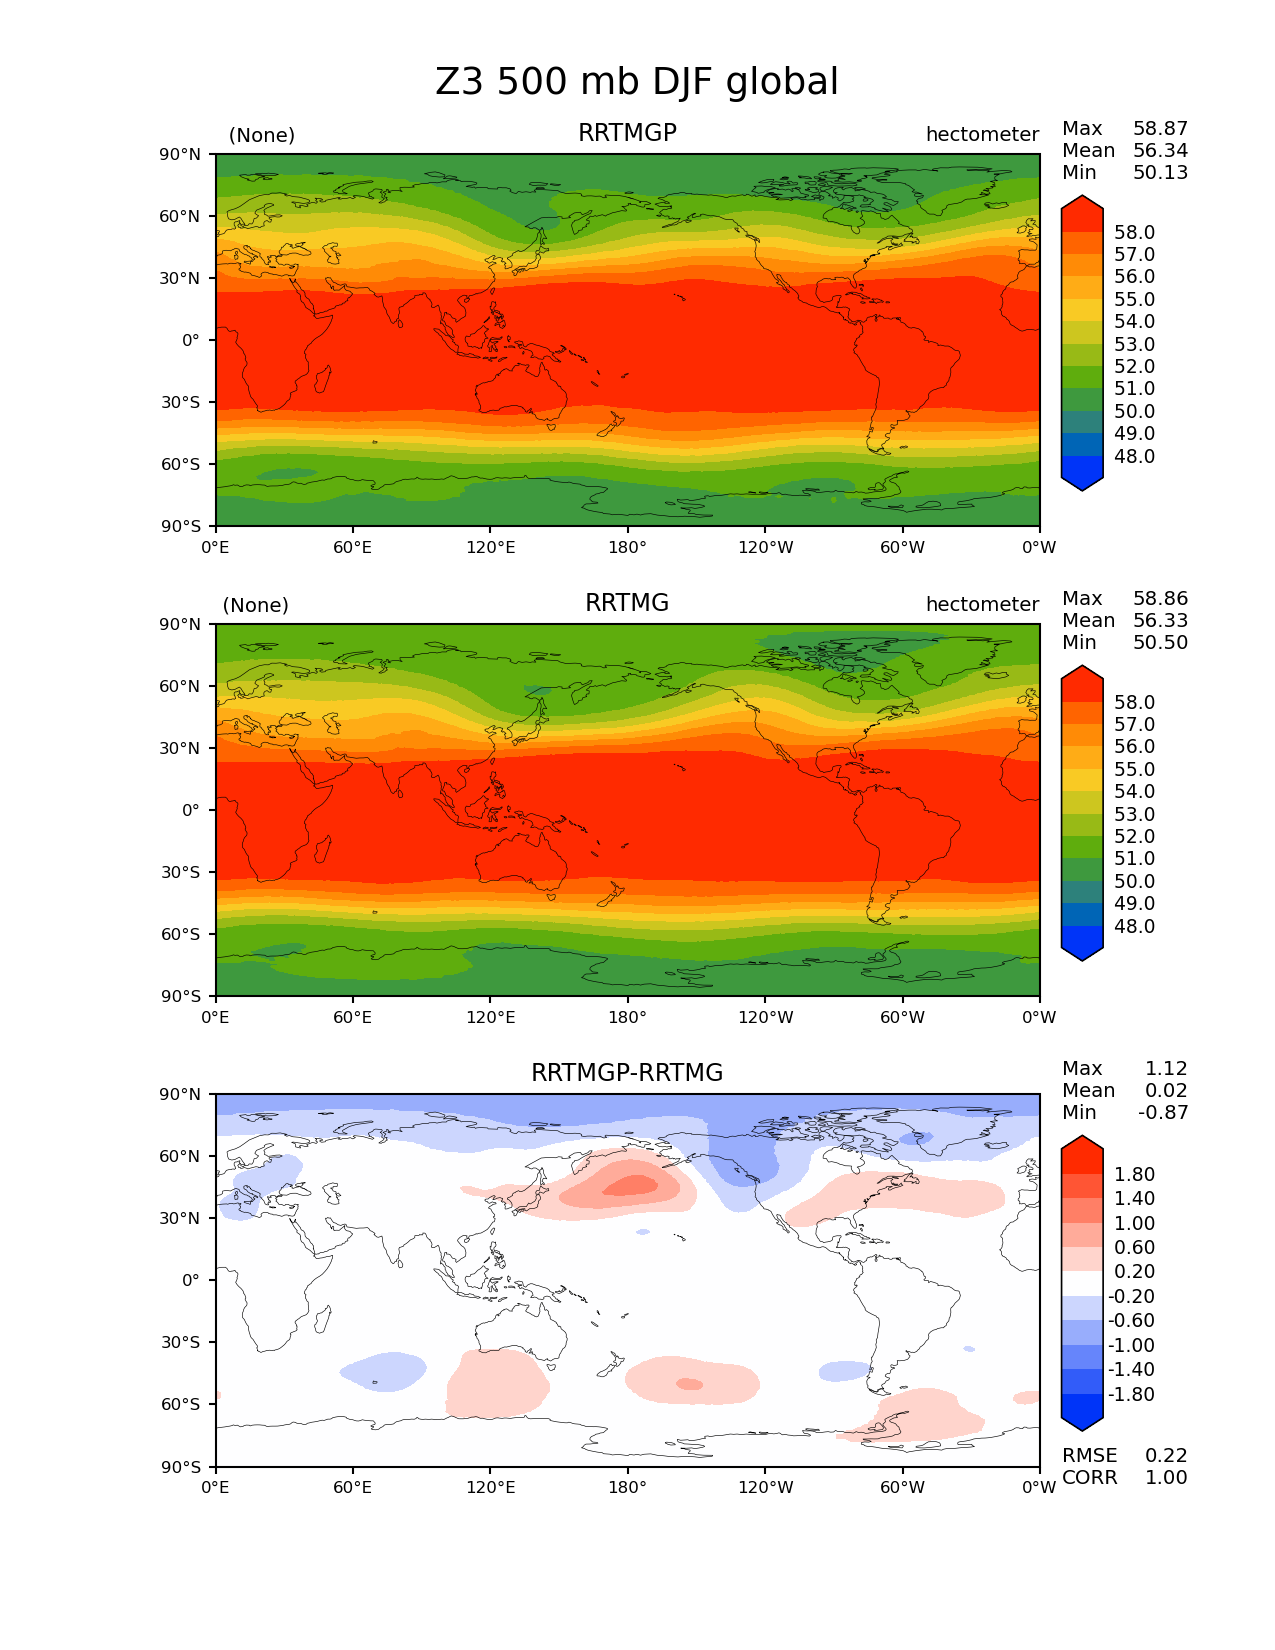 Z3 500 mb DJF global
(None) RRTMGP hectometer
Max 58.87
Mean 56.34
Min 50.13
90°N
60°N
30°N
0°
30°S
60°S
90°S
0°E 60°E 120°E 180° 120°W 60°W 0°W
58.0
57.0
56.0
55.0
54.0
53.0
52.0
51.0
50.0
49.0
48.0
(None) RRTMG hectometer
Max 58.86
Mean 56.33
Min 50.50
90°N
60°N
30°N
0°
30°S
60°S
90°S
0°E 60°E 120°E 180° 120°W 60°W 0°W
58.0
57.0
56.0
55.0
54.0
53.0
52.0
51.0
50.0
49.0
48.0
RRTMGP-RRTMG
Max 1.12
Mean 0.02
Min -0.87
90°N
60°N
30°N
0°
30°S
60°S
90°S
0°E 60°E 120°E 180° 120°W 60°W 0°W
1.80
1.40
1.00
0.60
0.20
-0.20
-0.60
-1.00
-1.40
-1.80
RMSE 0.22
CORR 1.00